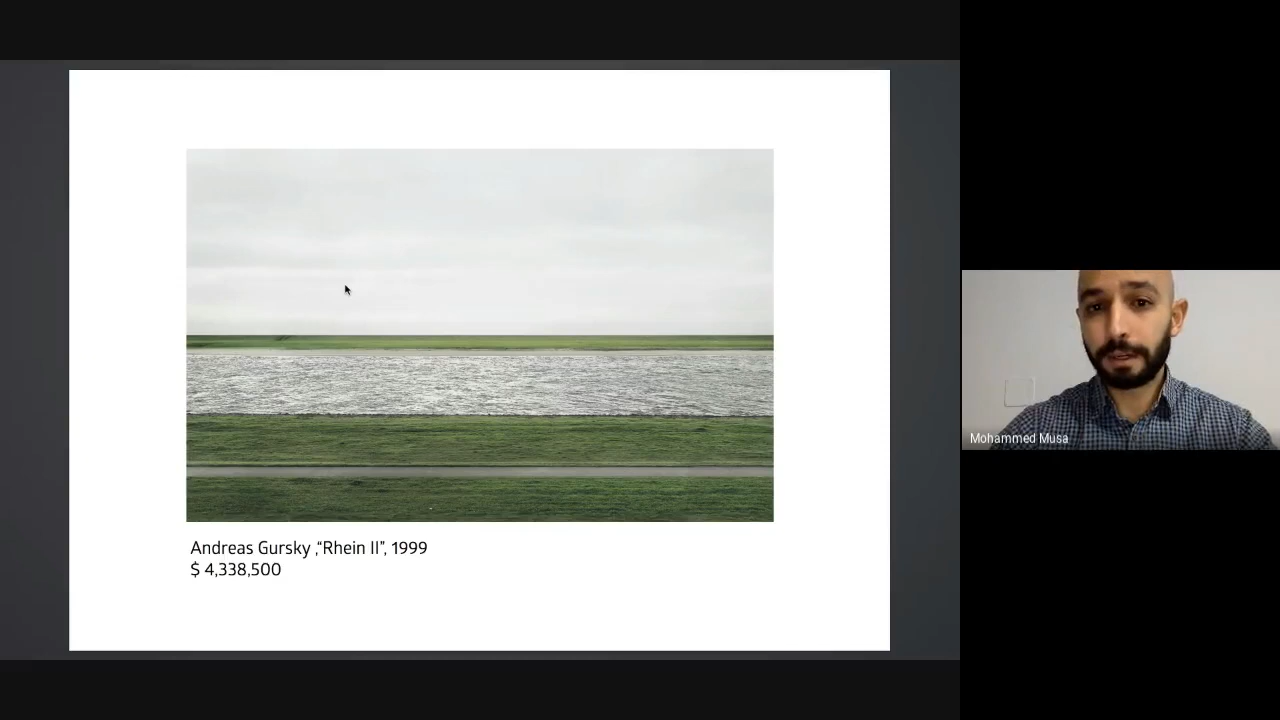 Andreas Gursky ,“Rhein II”, 1999
$ 4,338,500
Mohammed Musa